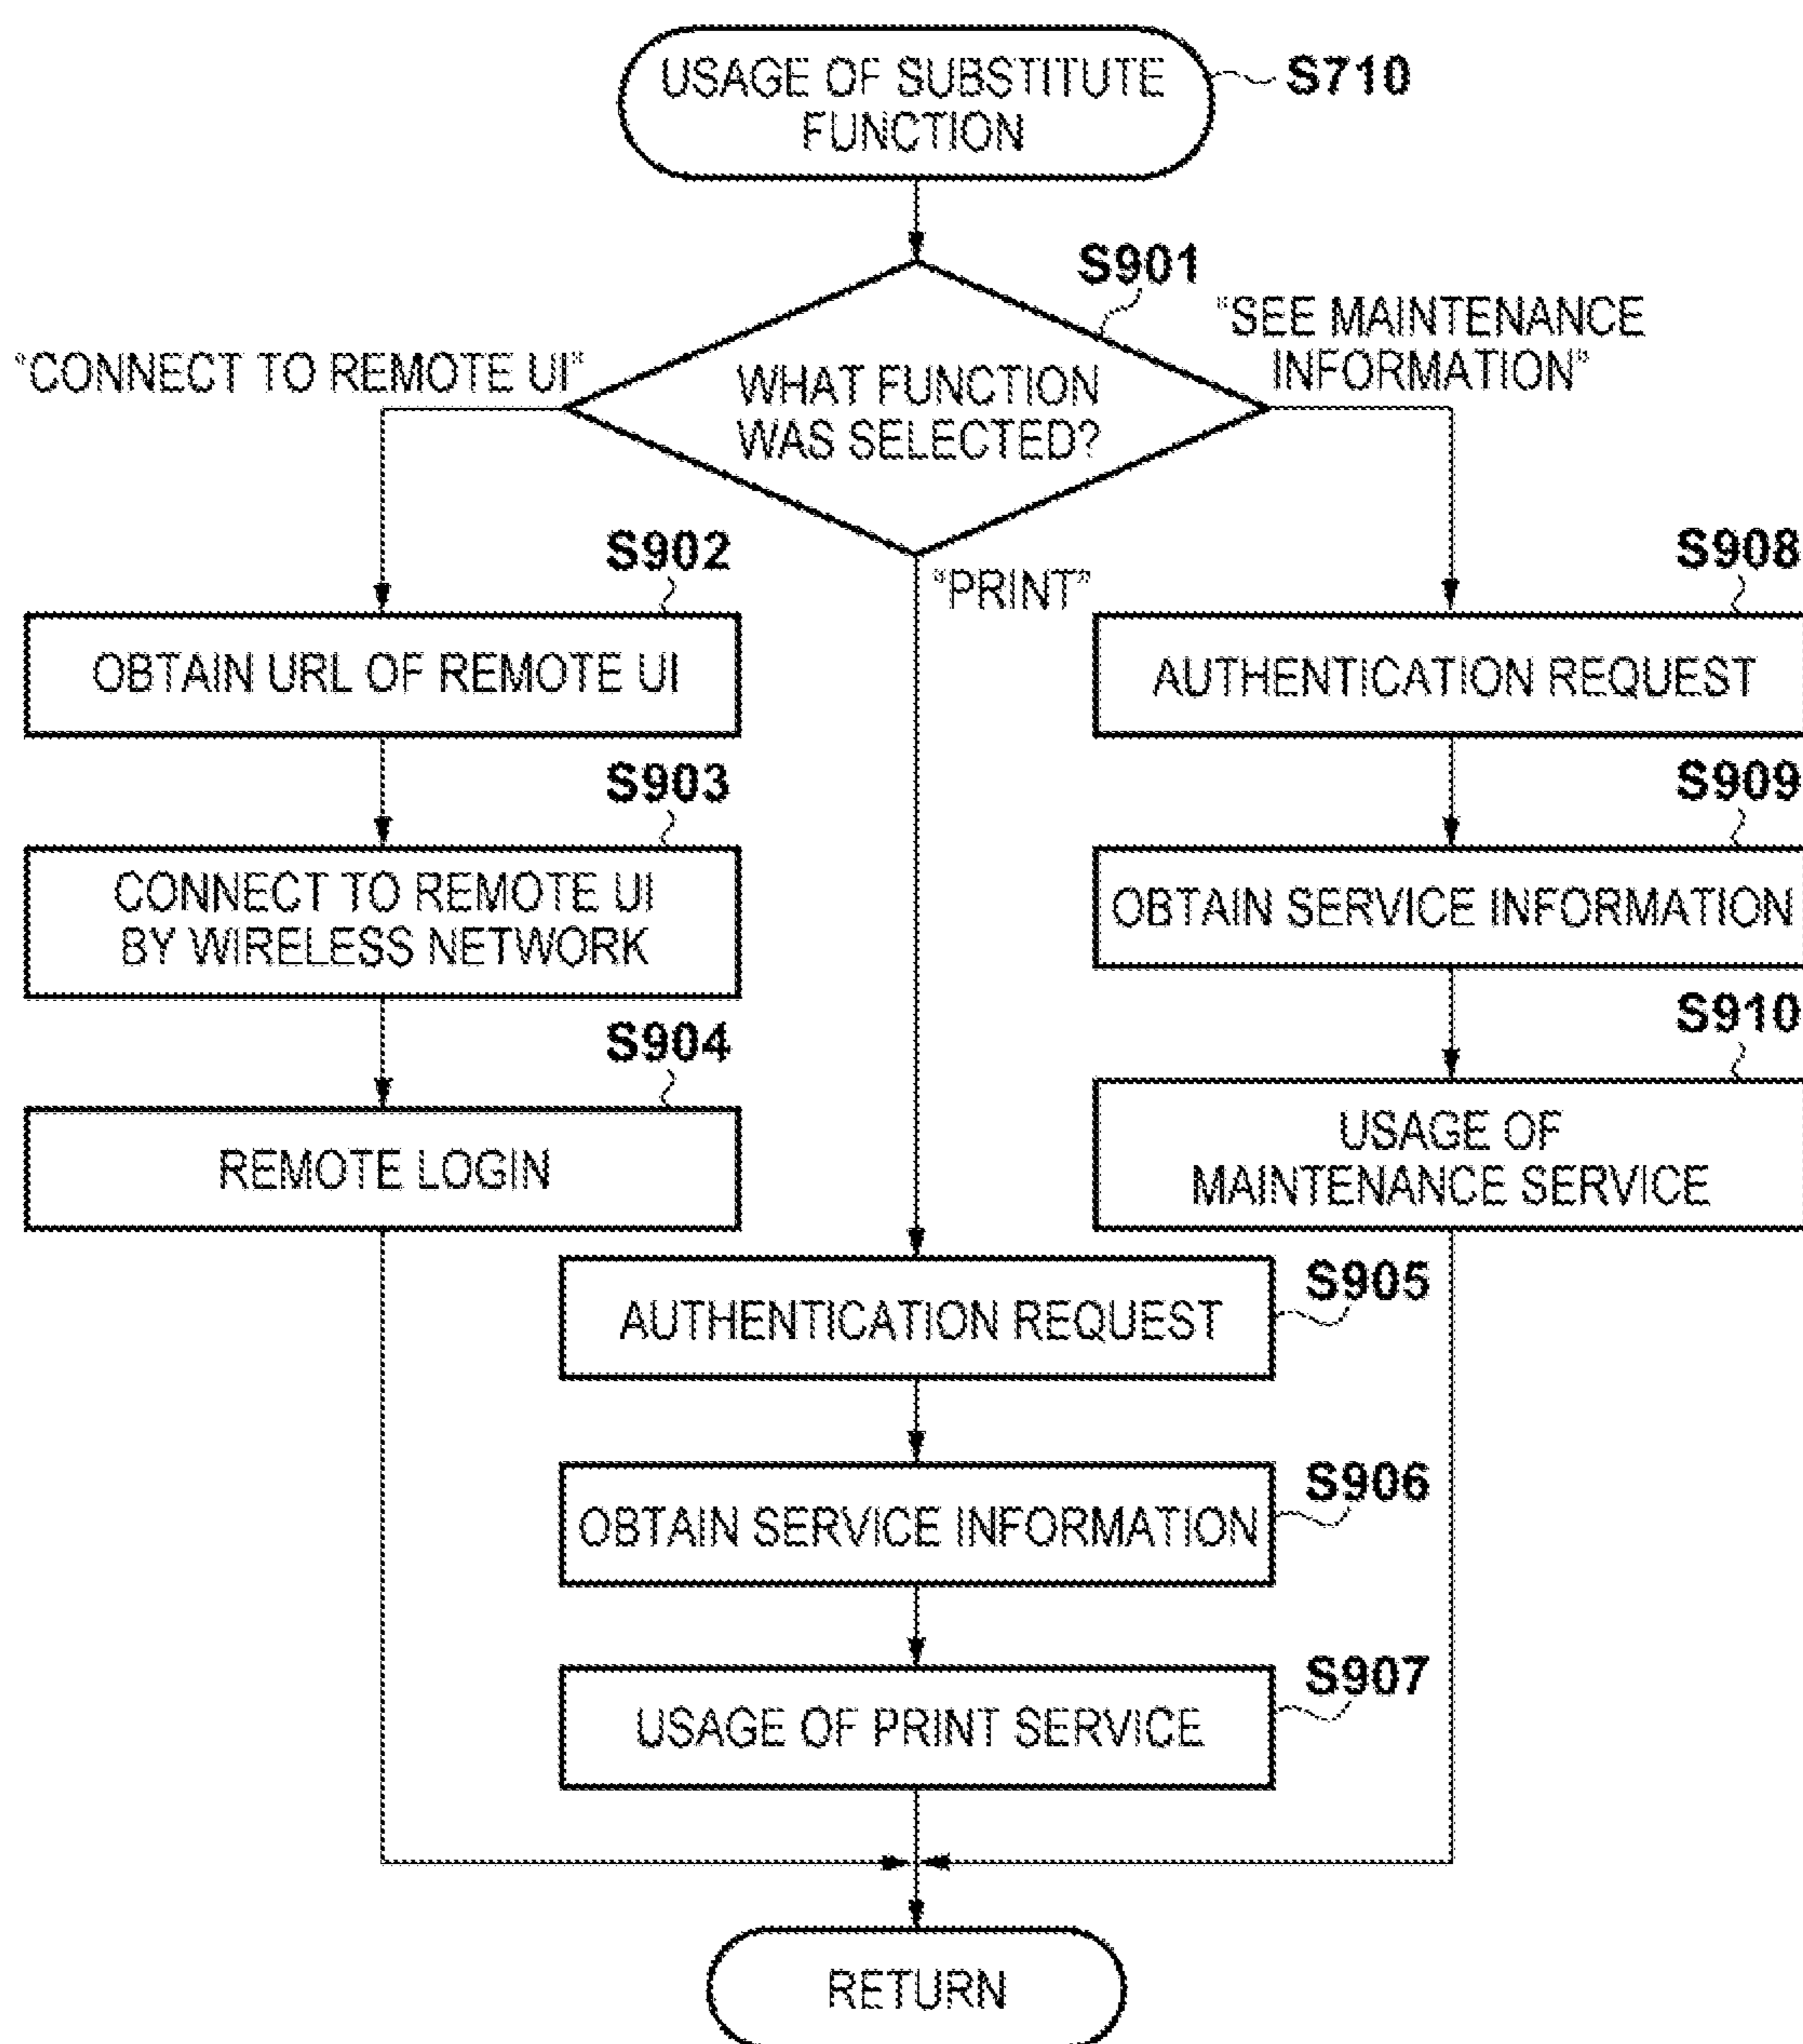 USAGE OF SUBSTITUTE
FUNCTION
S710
S901
WHAT FUNCTION
WAS SELECTED?
"CONNECT TO REMOTE UI"
"SEE MAINTENANCE
INFORMATION"
"PRINT"
S902
OBTAIN URL OF REMOTE UI
S903
CONNECT TO REMOTE UI
BY WIRELESS NETWORK
S904
REMOTE LOGIN
S908
AUTHENTICATION REQUEST
S909
OBTAIN SERVICE INFORMATION
S910
USAGE OF
MAINTENANCE SERVICE
S905
AUTHENTICATION REQUEST
S906
OBTAIN SERVICE INFORMATION
S907
USAGE OF PRINT SERVICE
RETURN